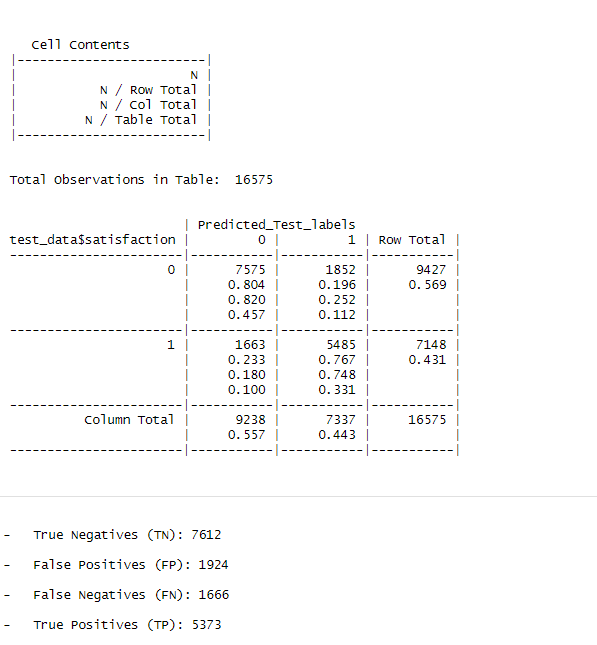 Cell Contents
|-------------------------|
|                       N |
|           N / Row Total |
|           N / Col Total |
|         N / Table Total |
|-------------------------|
Total Observations in Table:  16575
                       | Predicted_Test_labels
test_data$satisfaction |         0 |         1 | Row Total |
-----------------------|-----------|-----------|-----------|
                     0 |      7575 |      1852 |      9427 |
                       |     0.804 |     0.196 |     0.569 |
                       |     0.820 |     0.252 |           |
                       |     0.457 |     0.112 |           |
-----------------------|-----------|-----------|-----------|
                     1 |      1663 |      5485 |      7148 |
                       |     0.233 |     0.767 |     0.431 |
                       |     0.180 |     0.748 |           |
                       |     0.100 |     0.331 |           |
-----------------------|-----------|-----------|-----------|
          Column Total |      9238 |      7337 |     16575 |
                       |     0.557 |     0.443 |           |
-----------------------|-----------|-----------|-----------|
-   True Negatives (TN): 7612
-   False Positives (FP): 1924
-   False Negatives (FN): 1666
-   True Positives (TP): 5373